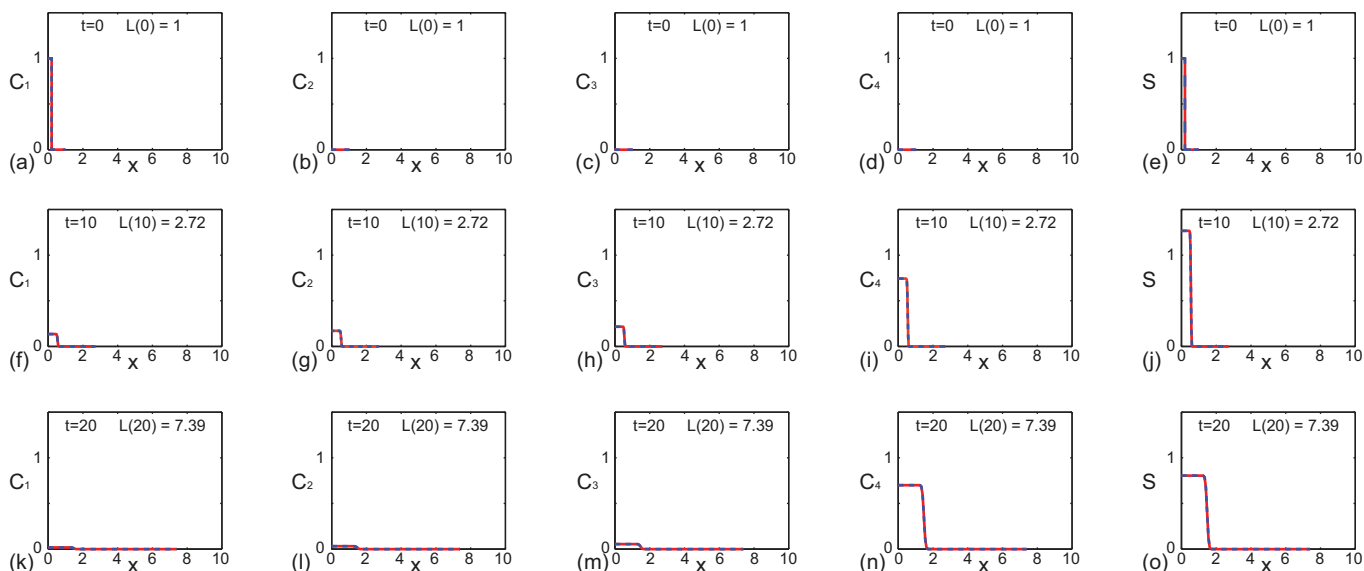 t=0 L(0) = 1
t=0 L(0) = 1
t=0 L(0) = 1
t=0 L(0) = 1
t=0 L(0) = 1
1 1 1 1 1
C₁ C₂ C₃ C₄ S
0 0 0 0 0
(a) 0 2 4 x 6 8 10
(b) 0 2 4 x 6 8 10
(c) 0 2 4 x 6 8 10
(d) 0 2 4 x 6 8 10
(e) 0 2 4 x 6 8 10
t=10 L(10) = 2.72
t=10 L(10) = 2.72
t=10 L(10) = 2.72
t=10 L(10) = 2.72
t=10 L(10) = 2.72
1 1 1 1 1
C₁ C₂ C₃ C₄ S
0 0 0 0 0
(f) 0 2 4 x 6 8 10
(g) 0 2 4 x 6 8 10
(h) 0 2 4 x 6 8 10
(i) 0 2 4 x 6 8 10
(j) 0 2 4 x 6 8 10
t=20 L(20) = 7.39
t=20 L(20) = 7.39
t=20 L(20) = 7.39
t=20 L(20) = 7.39
t=20 L(20) = 7.39
1 1 1 1 1
C₁ C₂ C₃ C₄ S
0 0 0 0 0
(k) 0 2 4 x 6 8 10
(l) 0 2 4 x 6 8 10
(m) 0 2 4 x 6 8 10
(n) 0 2 4 x 6 8 10
(o) 0 2 4 x 6 8 10